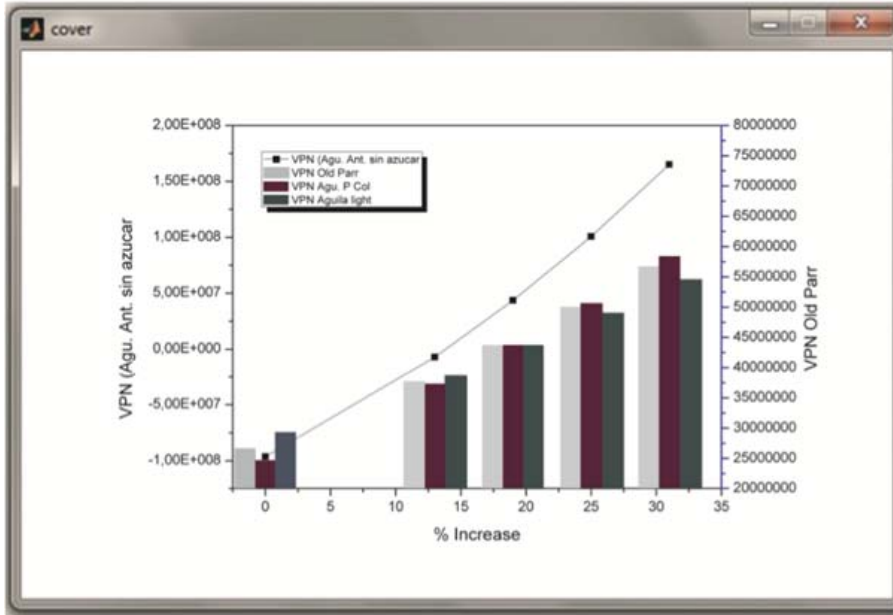 cover
2,00E+008
1,50E+008
1,00E+008
5,00E+007
0,00E+000
-5,00E+007
-1,00E+008
VPN (Agu. Ant. sin azucar
VPN (Agu. Ant. sin azucar
VPN Old Parr
VPN Agu. P Col
VPN Aguila light
80000000
75000000
70000000
65000000
60000000
55000000
50000000
45000000
40000000
35000000
30000000
25000000
20000000
VPN Old Parr
0 5 10 15 20 25 30 35
% Increase